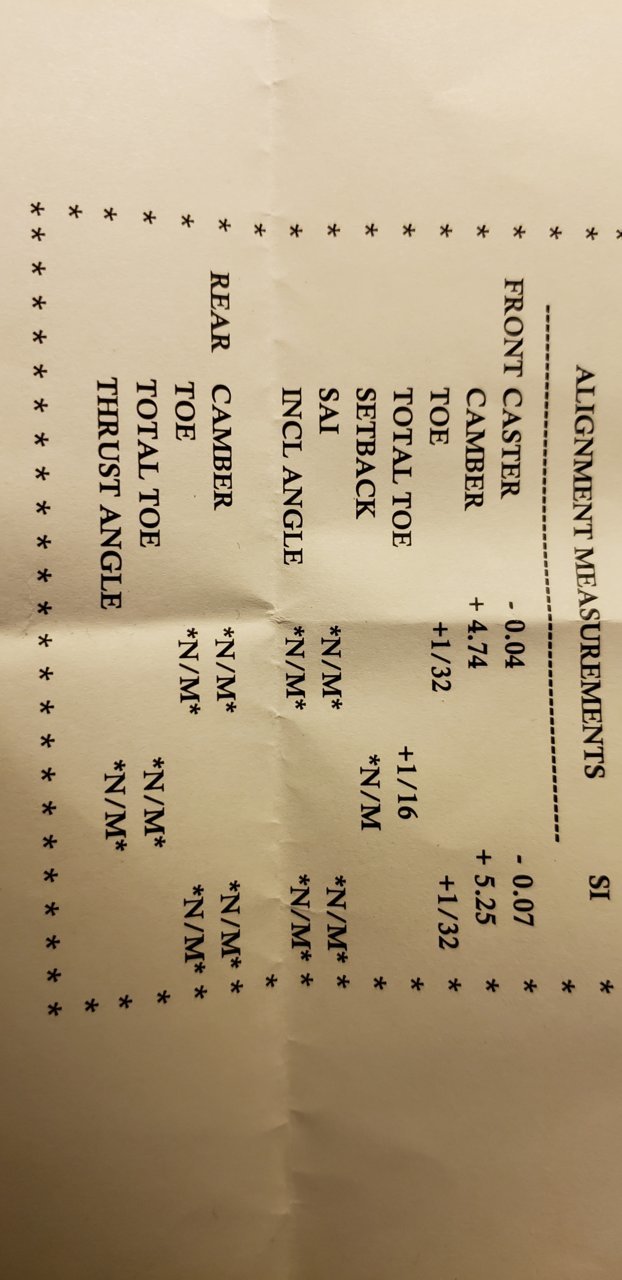 * ALIGNMENT MEASUREMENTS SI *
* ---------------------------------------------- *
* FRONT CASTER - 0.04 - 0.07 *
* CAMBER + 4.74 + 5.25 *
* TOE +1/32 +1/32 *
* TOTAL TOE +1/16 *
* SETBACK *N/M *
* SAI *N/M* *N/M* *
* INCL ANGLE *N/M* *N/M* *
* *
* REAR CAMBER *N/M* *N/M* *
* TOE *N/M* *N/M* *
* TOTAL TOE *N/M* *
* THRUST ANGLE *N/M* *
* *
* * * * * * * * * * * * * * * * * * * * * * * *